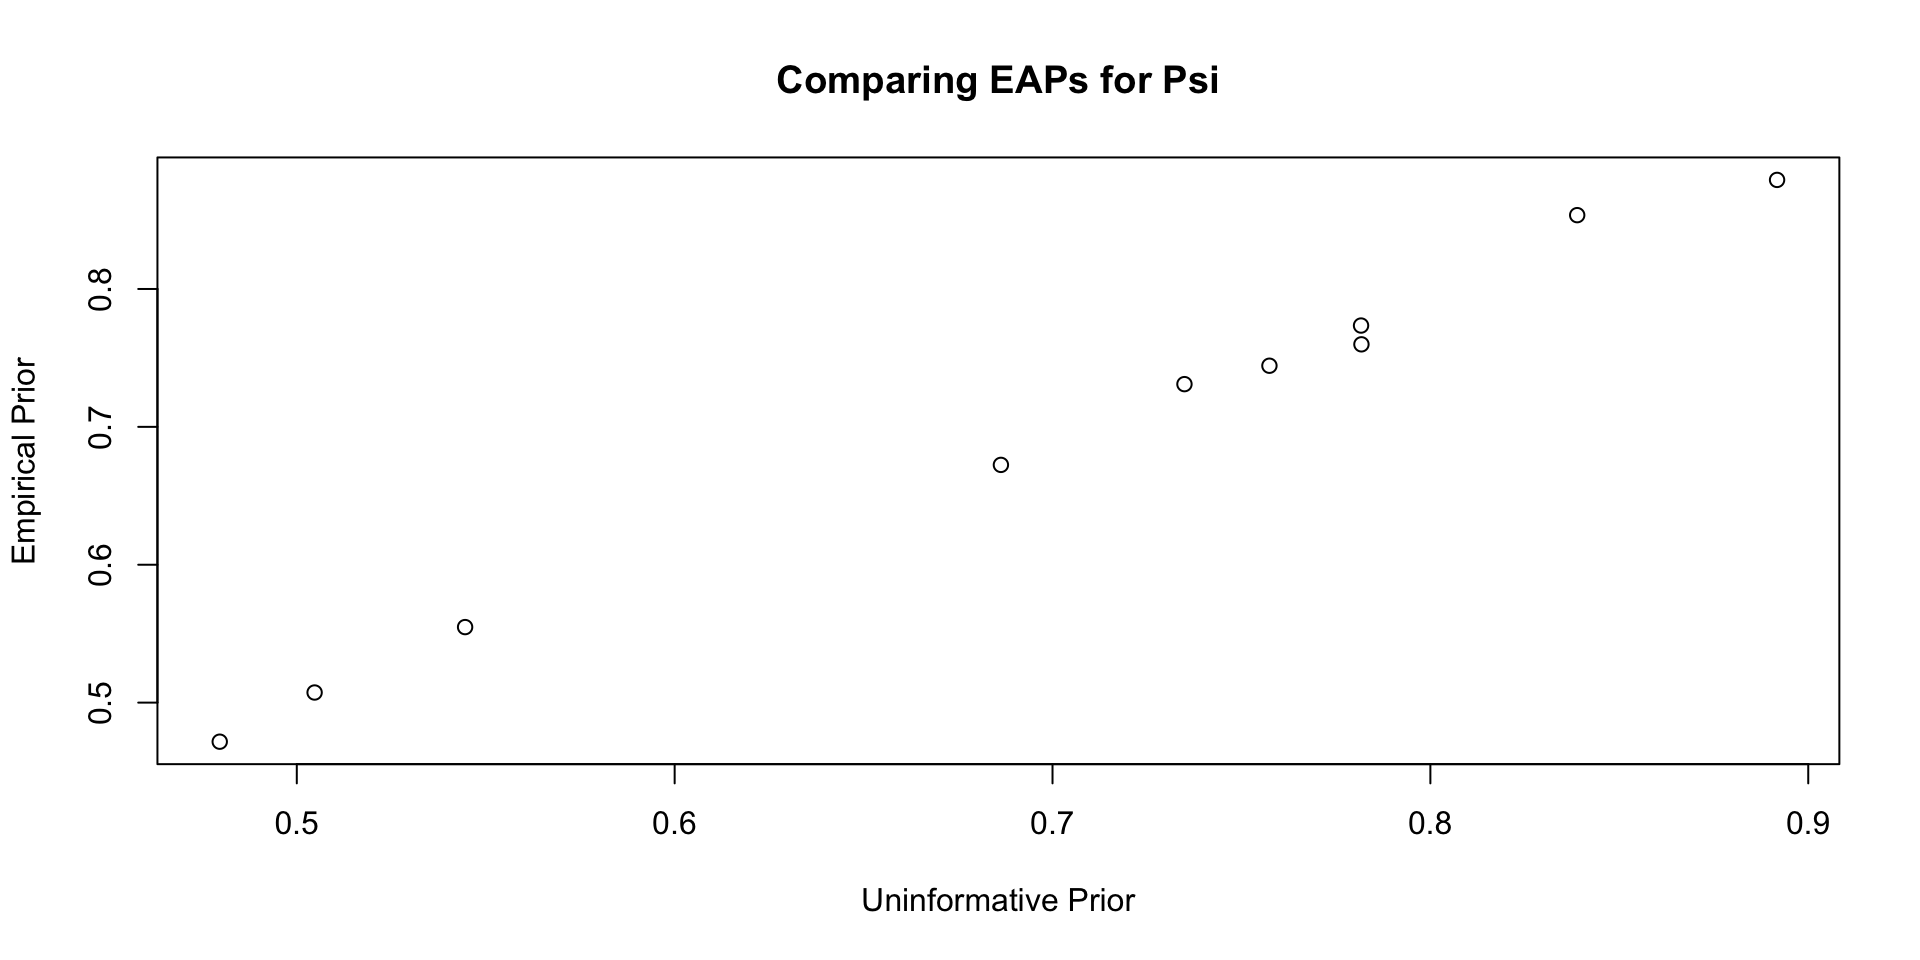 Comparing EAPs for Psi
Empirical Prior
0.8
0.7
0.6
0.5
0.5 0.6 0.7 0.8 0.9
Uninformative Prior